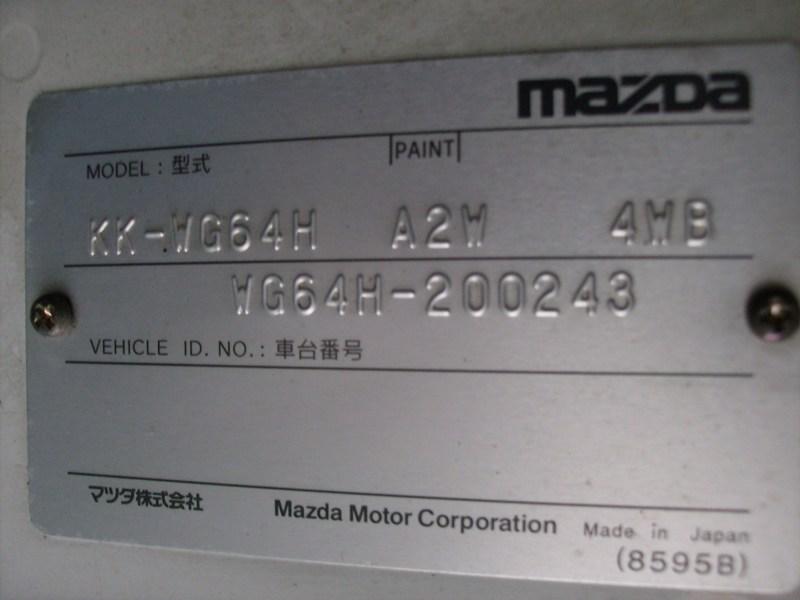 mazda
MODEL : 型式 PAINT
KK-WG64H A2W 4WB
WG64H-200243
VEHICLE ID. NO. : 車台番号
マツダ株式会社 Mazda Motor Corporation Made in Japan
(8595B)